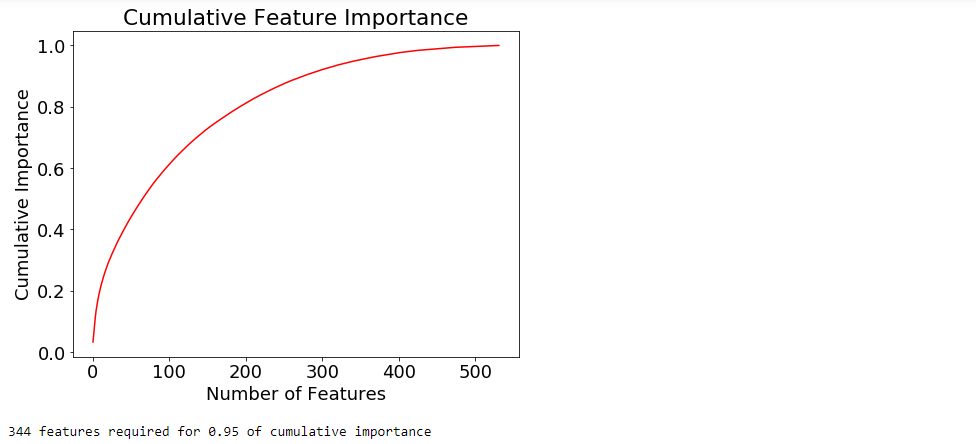 Cumulative Feature Importance
1.0
0.8
0.6
0.4
0.2
0.0
Cumulative Importance
0 100 200 300 400 500
Number of Features
344 features required for 0.95 of cumulative importance